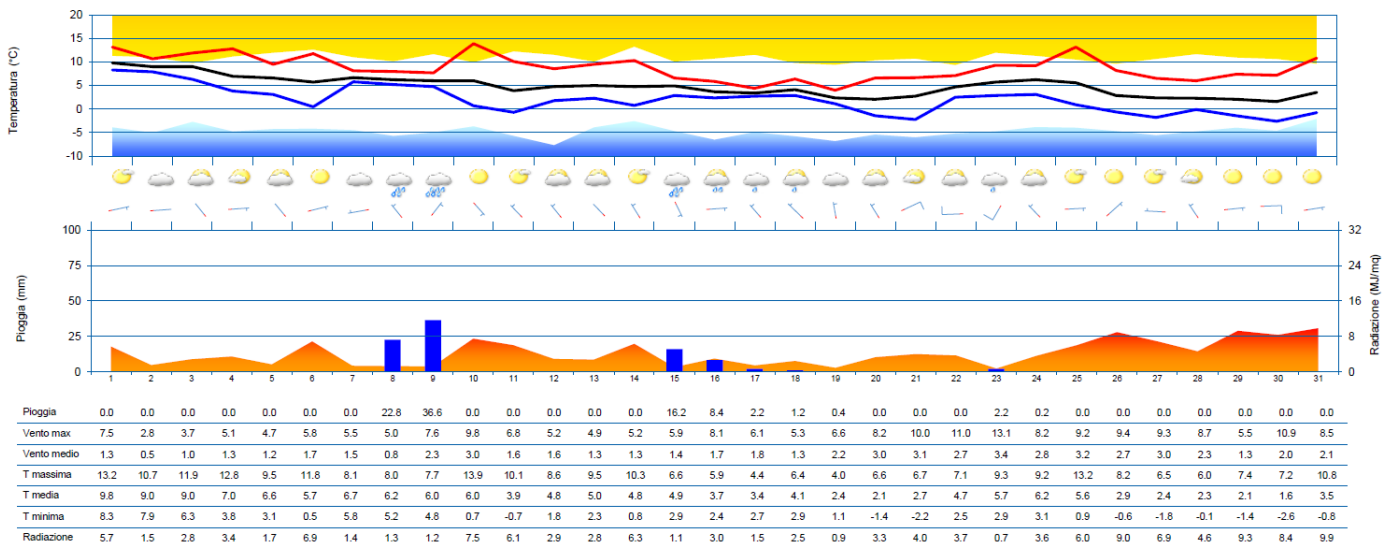 Temperatura (°C)
20
15
10
5
0
-5
-10
Pioggia (mm)
100
75
50
25
0
Radiazione (MJ/mq)
32
24
16
8
0
1 2 3 4 5 6 7 8 9 10 11 12 13 14 15 16 17 18 19 20 21 22 23 24 25 26 27 28 29 30 31
Pioggia 0.0 0.0 0.0 0.0 0.0 0.0 0.0 22.8 36.6 0.0 0.0 0.0 0.0 0.0 16.2 8.4 2.2 1.2 0.4 0.0 0.0 0.0 2.2 0.2 0.0 0.0 0.0 0.0 0.0 0.0 0.0
Vento max 7.5 2.8 3.7 5.1 4.7 5.8 5.5 5.0 7.6 9.8 6.8 5.2 4.9 5.2 5.9 8.1 6.1 5.3 6.6 8.2 10.0 11.0 13.1 8.2 9.2 9.4 9.3 8.7 5.5 10.9 8.5
Vento medio 1.3 0.5 1.0 1.3 1.2 1.7 1.5 0.8 2.3 3.0 1.6 1.6 1.3 1.3 1.4 1.7 1.8 1.3 2.2 3.0 3.1 2.7 3.4 2.8 3.2 2.7 3.0 2.3 1.3 2.0 2.1
T massima 13.2 10.7 11.9 12.8 9.5 11.8 8.1 8.0 7.7 13.9 10.1 8.6 9.5 10.3 6.6 5.9 4.4 6.4 4.0 6.6 6.7 7.1 9.3 9.2 13.2 8.2 6.5 6.0 7.4 7.2 10.8
T media 9.8 9.0 9.0 7.0 6.6 5.7 6.7 6.2 6.0 6.0 3.9 4.8 5.0 4.8 4.9 3.7 3.4 4.1 2.4 2.1 2.7 4.7 5.7 6.2 5.6 2.9 2.4 2.3 2.1 1.6 3.5
T minima 8.3 7.9 6.3 3.8 3.1 0.5 5.8 5.2 4.8 0.7 -0.7 1.8 2.3 0.8 2.9 2.4 2.7 2.9 1.1 -1.4 -2.2 2.5 2.9 3.1 0.9 -0.6 -1.8 -0.1 -1.4 -2.6 -0.8
Radiazione 5.7 1.5 2.8 3.4 1.7 6.9 1.4 1.3 1.2 7.5 6.1 2.9 2.8 6.3 1.1 3.0 1.5 2.5 0.9 3.3 4.0 3.7 0.7 3.6 6.0 9.0 6.9 4.6 9.3 8.4 9.9